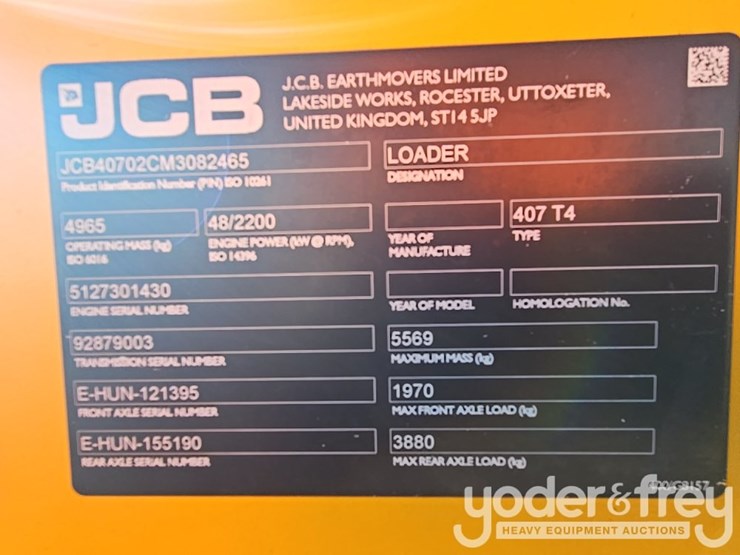 JCB
J.C.B. EARTHMOVERS LIMITED
LAKESIDE WORKS, ROCESTER, UTTOXETER,
UNITED KINGDOM, ST14 5JP
JCB40702CM3082465
Product Identification Number (PIN) ISO 10261
LOADER
DESIGNATION
4965
OPERATING MASS (kg)
ISO 6016
48/2200
ENGINE POWER (kW @ RPM),
ISO 14396
YEAR OF
MANUFACTURE
407 T4
TYPE
5127301430
ENGINE SERIAL NUMBER
YEAR OF MODEL
HOMOLOGATION No.
92879003
TRANSMISSION SERIAL NUMBER
5569
MAXIMUM MASS (kg)
E-HUN-121395
FRONT AXLE SERIAL NUMBER
1970
MAX FRONT AXLE LOAD (kg)
E-HUN-155190
REAR AXLE SERIAL NUMBER
3880
MAX REAR AXLE LOAD (kg)
yoder & frey
HEAVY EQUIPMENT AUCTIONS